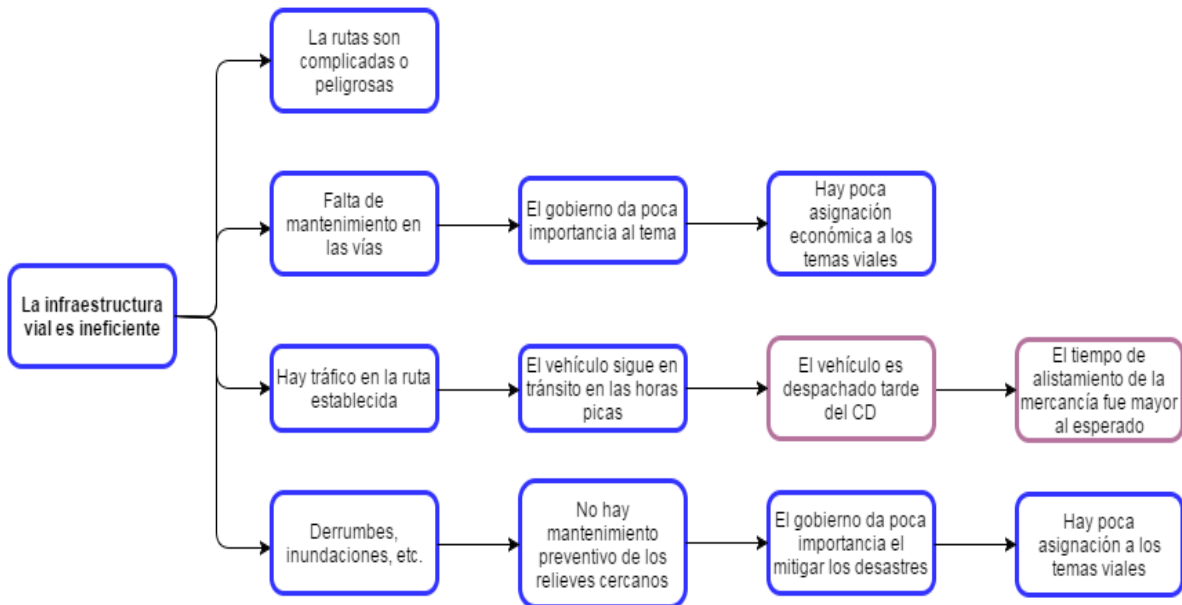 La rutas son
complicadas o
peligrosas
Falta de
mantenimiento en
las vías
El gobierno da poca
importancia al tema
Hay poca
asignación
económica a los
temas viales
La infraestructura
vial es ineficiente
Hay tráfico en la ruta
establecida
El vehículo sigue en
tránsito en las horas
picas
El vehículo es
despachado tarde
del CD
El tiempo de
alistamiento de la
mercancía fue mayor
al esperado
Derrumbes,
inundaciones, etc.
No hay
mantenimiento
preventivo de los
relieves cercanos
El gobierno da poca
importancia el
mitigar los desastres
Hay poca
asignación a los
temas viales